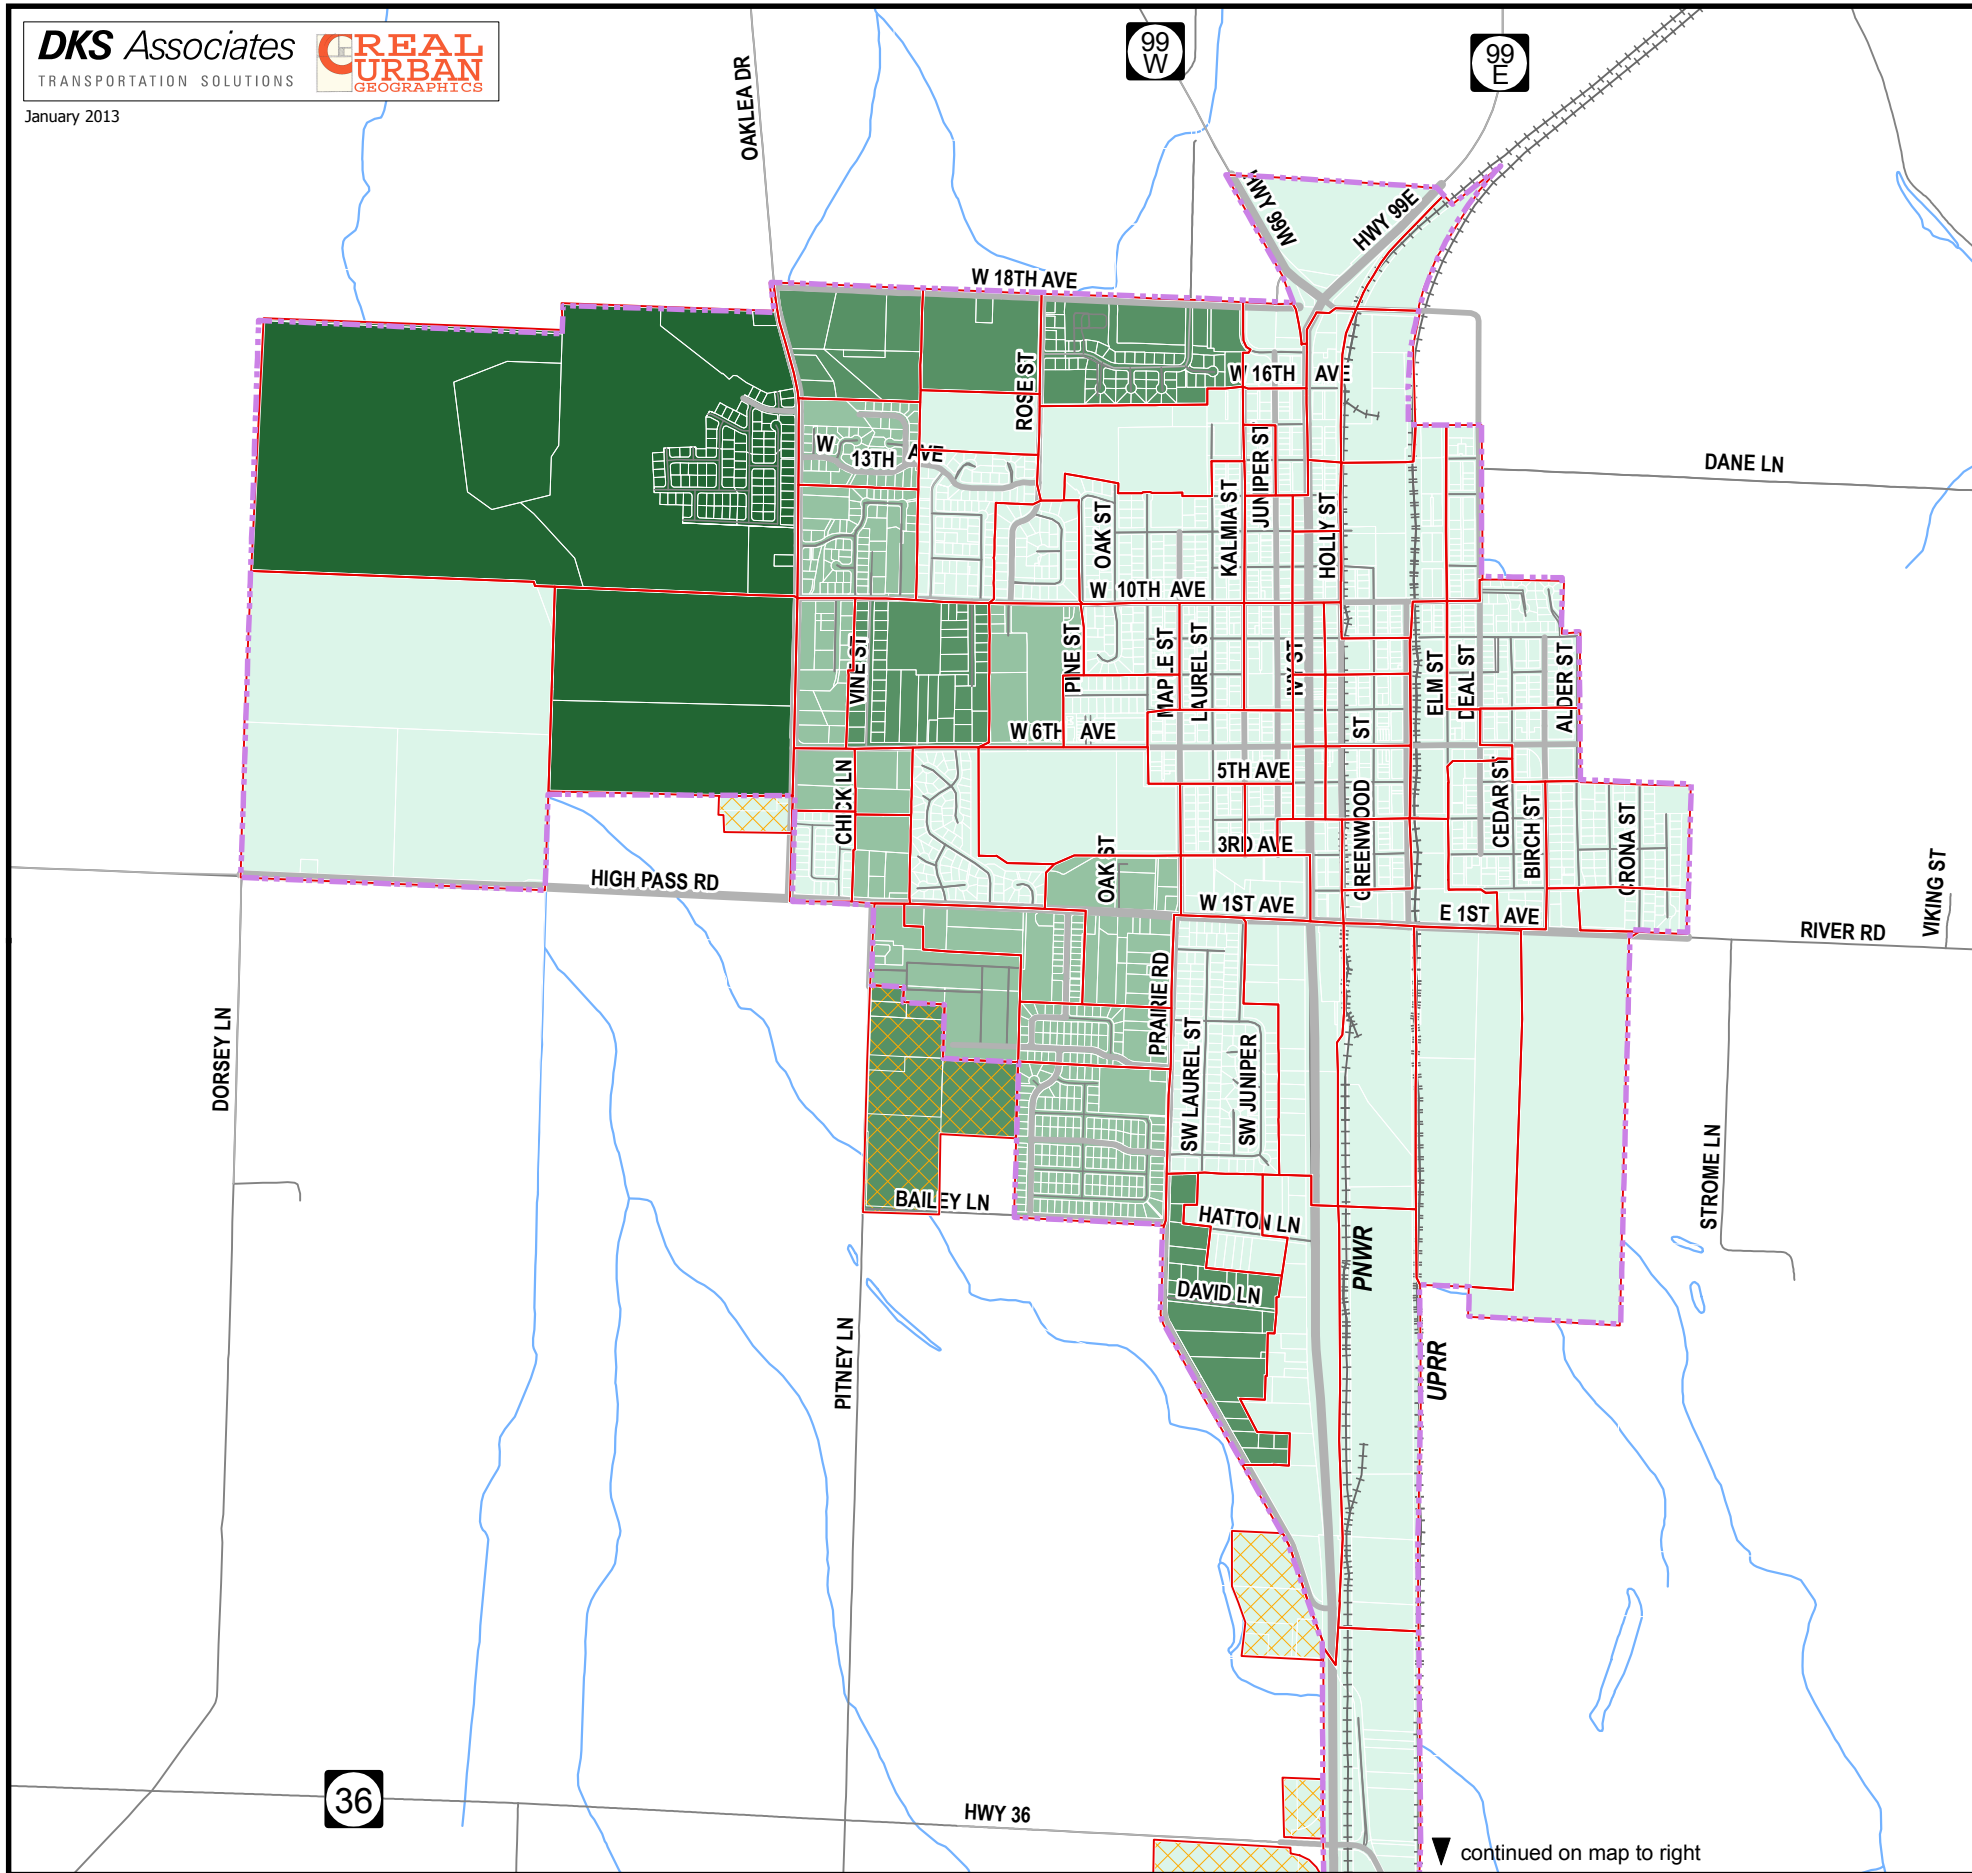 DKS Associates
TRANSPORTATION SOLUTIONS
REAL
URBAN
GEOGRAPHICS
January 2013
OAKLEA DR
99
W
99
E
HWY 99W
HWY 99E
W 18TH AVE
ROSE ST
W 16TH AVE
W 13TH AVE
JUNIPER ST
KALMIA ST
OAK ST
HOLLY ST
DANE LN
W 10TH AVE
VINE ST
PINE ST
MAPLE ST
LAUREL ST
IVY ST
ELM ST
DEAL ST
ALDER ST
W 6TH AVE
ST
GREENWOOD
5TH AVE
CHICK LN
CEDAR ST
BIRCH ST
CRONA ST
3RD AVE
OAK ST
HIGH PASS RD
W 1ST AVE
E 1ST AVE
RIVER RD
VIKING ST
DORSEY LN
PRAIRIE RD
SW LAUREL ST
SW JUNIPER
STROME LN
BAILEY LN
HATTON LN
DAVID LN
PNWR
UPRR
PITNEY LN
36
HWY 36
continued on map to right